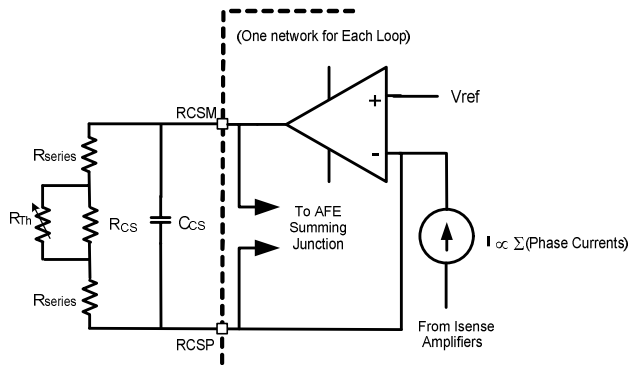 (One network for Each Loop)
RCSM
+
Vref
-
Rseries
RTh
RCS
CCS
To AFE
Summing
Junction
I ∝ Σ(Phase Currents)
Rseries
From Isense
Amplifiers
RCSP